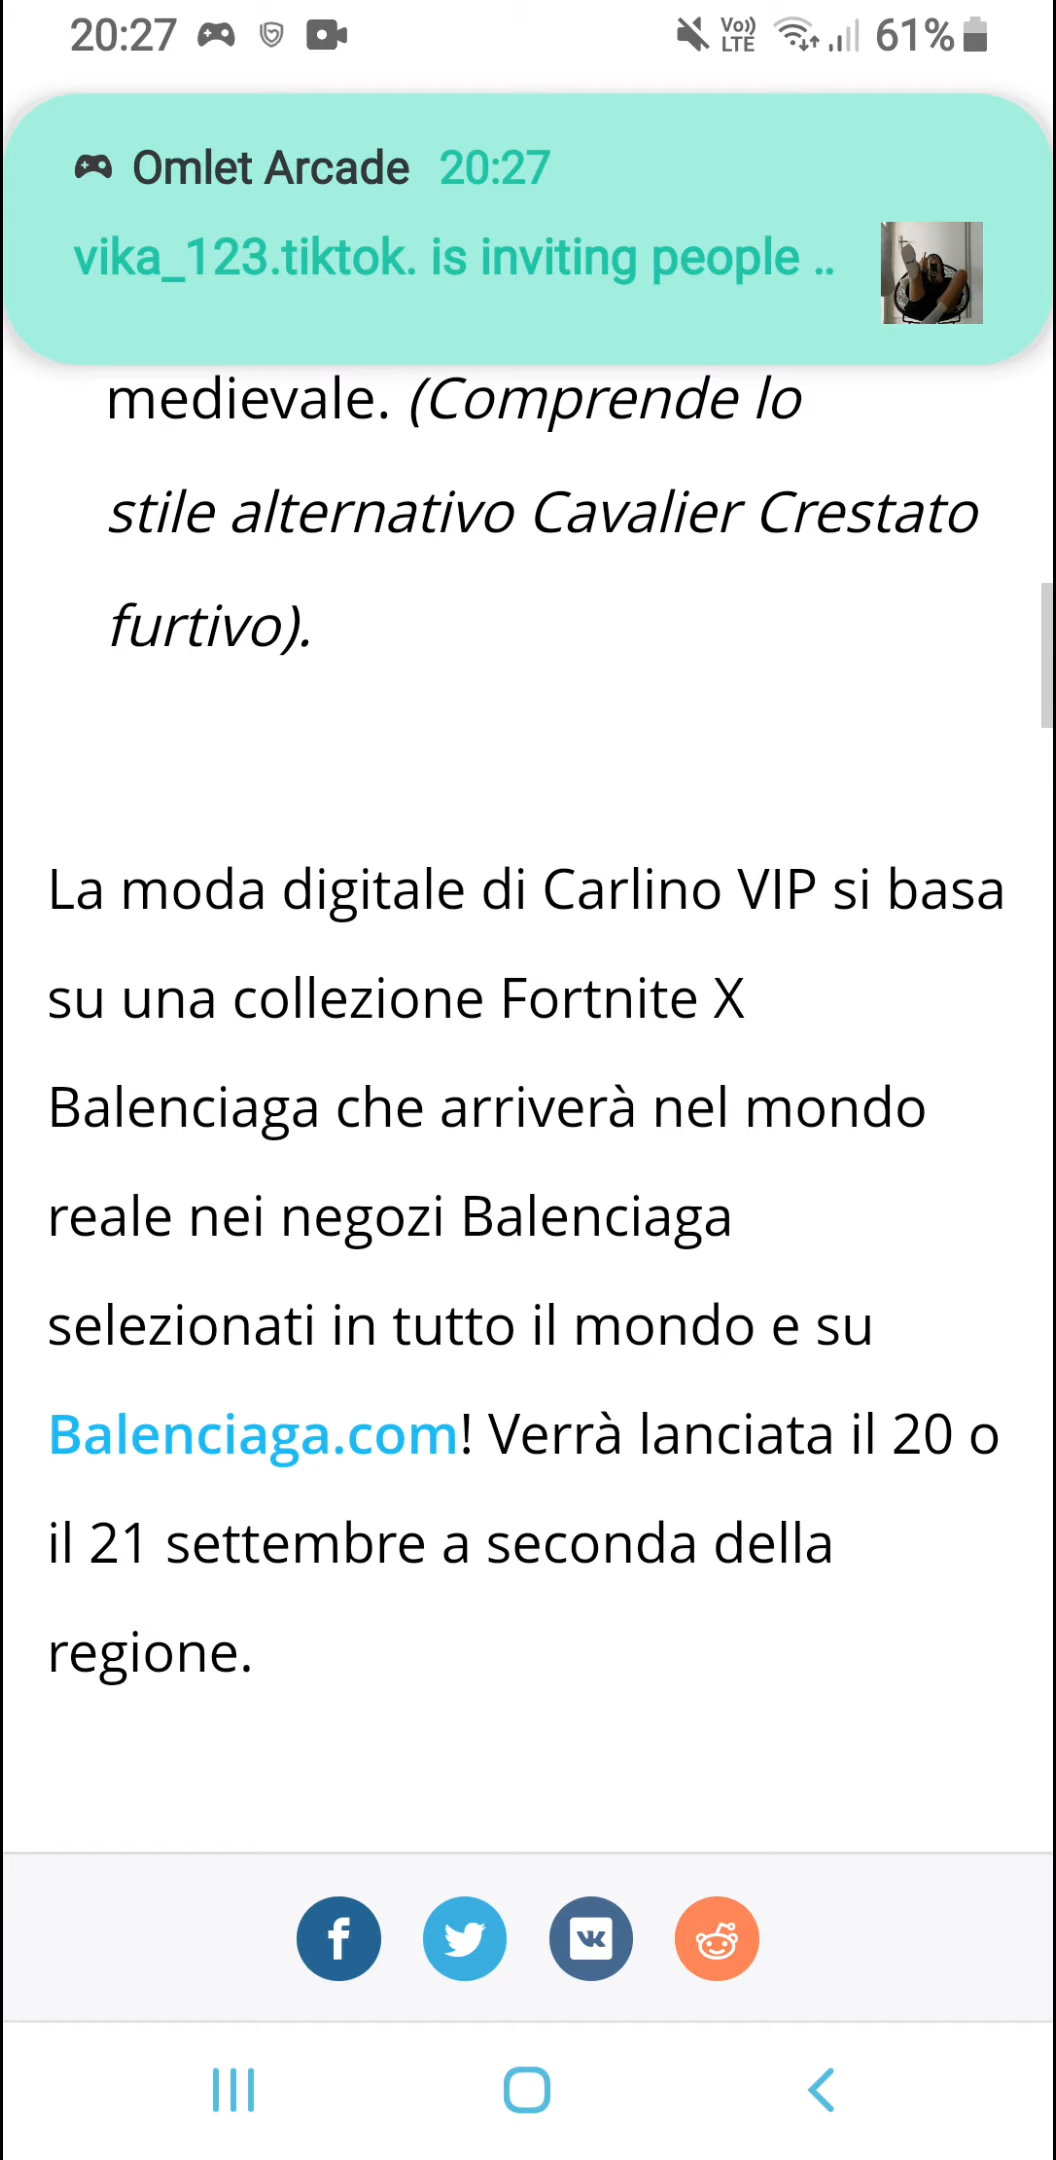 20:27 Vo)) LTE 61%
Omlet Arcade 20:27
vika_123.tiktok. is inviting people ..
medievale. (Comprende lo
stile alternativo Cavalier Crestato
furtivo).
La moda digitale di Carlino VIP si basa
su una collezione Fortnite X
Balenciaga che arriverà nel mondo
reale nei negozi Balenciaga
selezionati in tutto il mondo e su
Balenciaga.com! Verrà lanciata il 20 o
il 21 settembre a seconda della
regione.